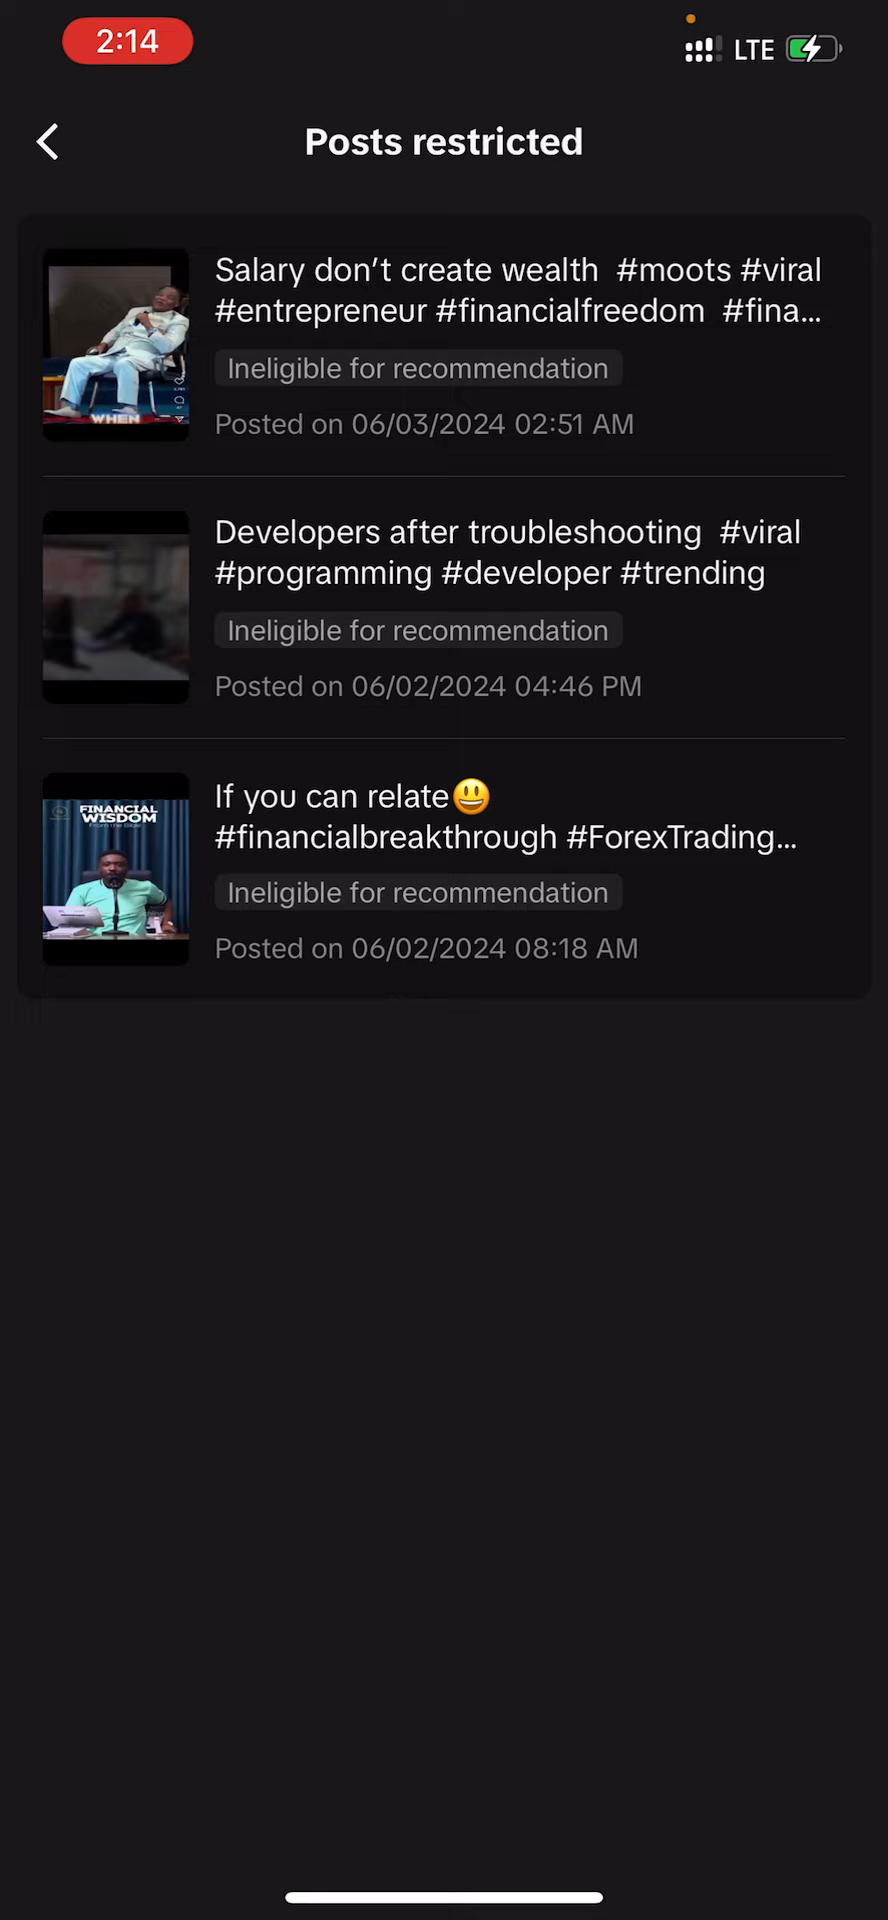 2:14
LTE
Posts restricted
Salary don’t create wealth #moots #viral
#entrepreneur #financialfreedom #fina...
Ineligible for recommendation
Posted on 06/03/2024 02:51 AM
WHEN
Developers after troubleshooting #viral
#programming #developer #trending
Ineligible for recommendation
Posted on 06/02/2024 04:46 PM
FINANCIAL
WISDOM
From the Bible
If you can relate😃
#financialbreakthrough #ForexTrading...
Ineligible for recommendation
Posted on 06/02/2024 08:18 AM